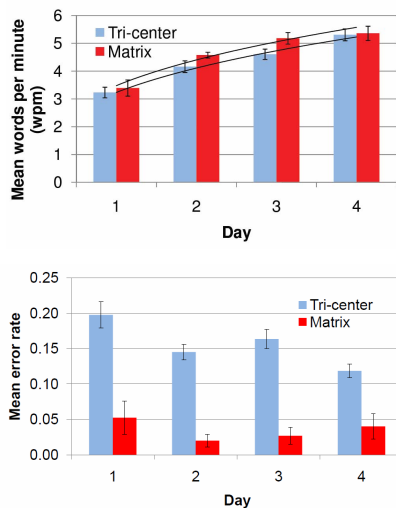 Mean words per minute
(wpm)
6
5
4
3
2
1
0
Tri-center
Matrix
1 2 3 4
Day
Mean error rate
0.25
0.20
0.15
0.10
0.05
0.00
Tri-center
Matrix
1 2 3 4
Day